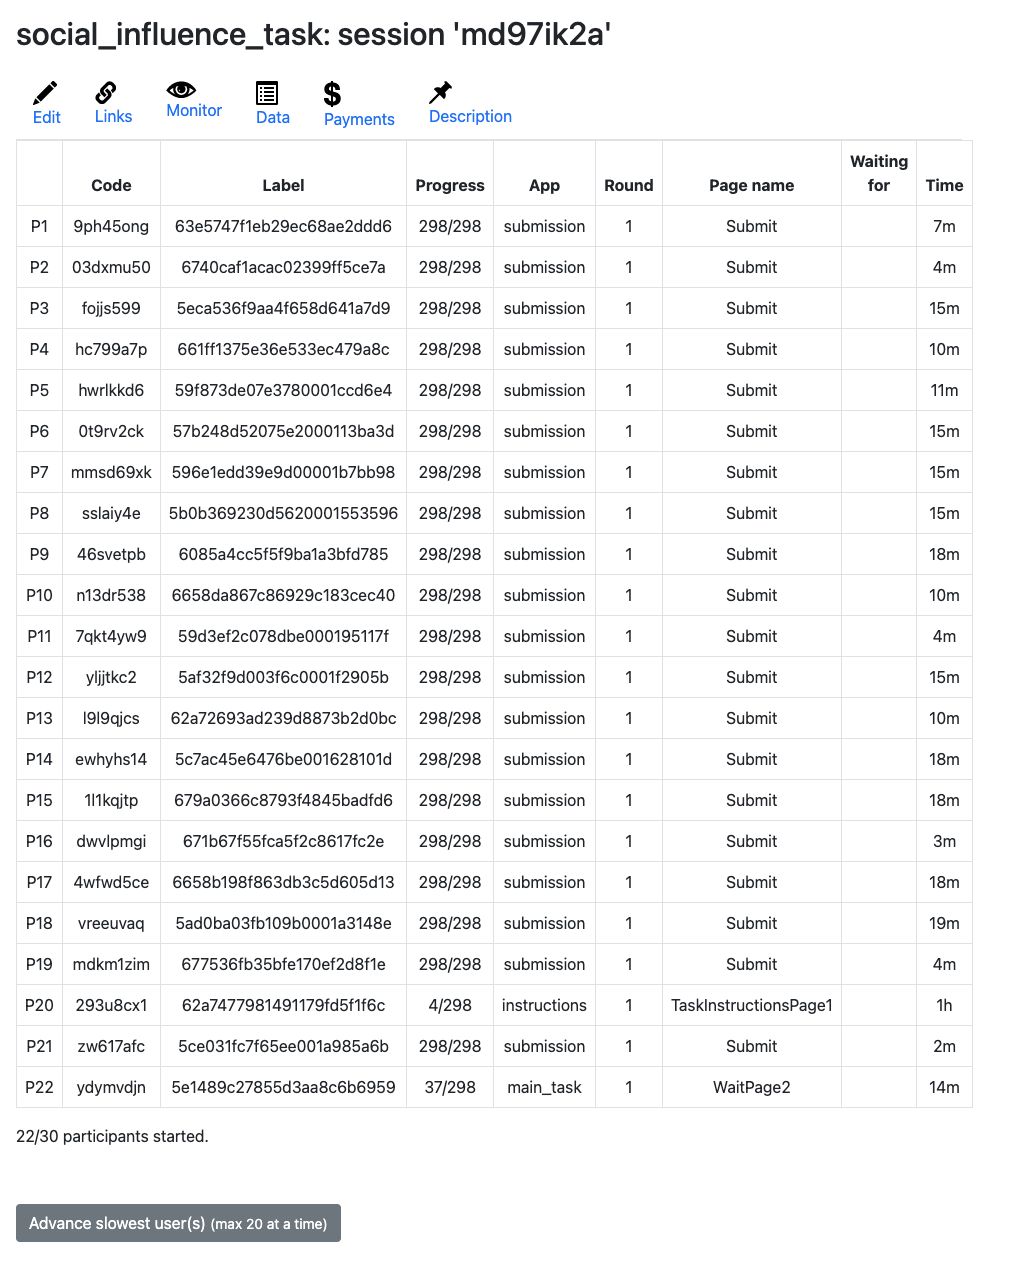 social_influence_task: session 'md97ik2a'
Edit Links Monitor Data Payments Description
Code Label Progress App Round Page name Waiting for Time
P1 9ph45ong 63e5747f1eb29ec68ae2ddd6 298/298 submission 1 Submit 7m
P2 03dxmu50 6740caf1acac02399ff5ce7a 298/298 submission 1 Submit 4m
P3 fojjs599 5eca536f9aa4f658d641a7d9 298/298 submission 1 Submit 15m
P4 hc799a7p 661ff1375e36e533ec479a8c 298/298 submission 1 Submit 10m
P5 hwrlkkd6 59f873de07e3780001ccd6e4 298/298 submission 1 Submit 11m
P6 0t9rv2ck 57b248d52075e2000113ba3d 298/298 submission 1 Submit 15m
P7 mmsd69xk 596e1edd39e9d00001b7bb98 298/298 submission 1 Submit 15m
P8 sslaiy4e 5b0b369230d5620001553596 298/298 submission 1 Submit 15m
P9 46svetpb 6085a4cc5f5f9ba1a3bfd785 298/298 submission 1 Submit 18m
P10 n13dr538 6658da867c86929c183cec40 298/298 submission 1 Submit 10m
P11 7qkt4yw9 59d3ef2c078dbe000195117f 298/298 submission 1 Submit 4m
P12 yljjtkc2 5af32f9d003f6c0001f2905b 298/298 submission 1 Submit 15m
P13 l9l9qjcs 62a72693ad239d8873b2d0bc 298/298 submission 1 Submit 10m
P14 ewhyhs14 5c7ac45e6476be001628101d 298/298 submission 1 Submit 18m
P15 1l1kqjtp 679a0366c8793f4845badfd6 298/298 submission 1 Submit 18m
P16 dwvlpmgi 671b67f55fca5f2c8617fc2e 298/298 submission 1 Submit 3m
P17 4wfwd5ce 6658b198f863db3c5d605d13 298/298 submission 1 Submit 18m
P18 vreeuvaq 5ad0ba03fb109b0001a3148e 298/298 submission 1 Submit 19m
P19 mdkm1zim 677536fb35bfe170ef2d8f1e 298/298 submission 1 Submit 4m
P20 293u8cx1 62a7477981491179fd5f1f6c 4/298 instructions 1 TaskInstructionsPage1 1h
P21 zw617afc 5ce031fc7f65ee001a985a6b 298/298 submission 1 Submit 2m
P22 ydymvdjn 5e1489c27855d3aa8c6b6959 37/298 main_task 1 WaitPage2 14m
22/30 participants started.
Advance slowest user(s) (max 20 at a time)